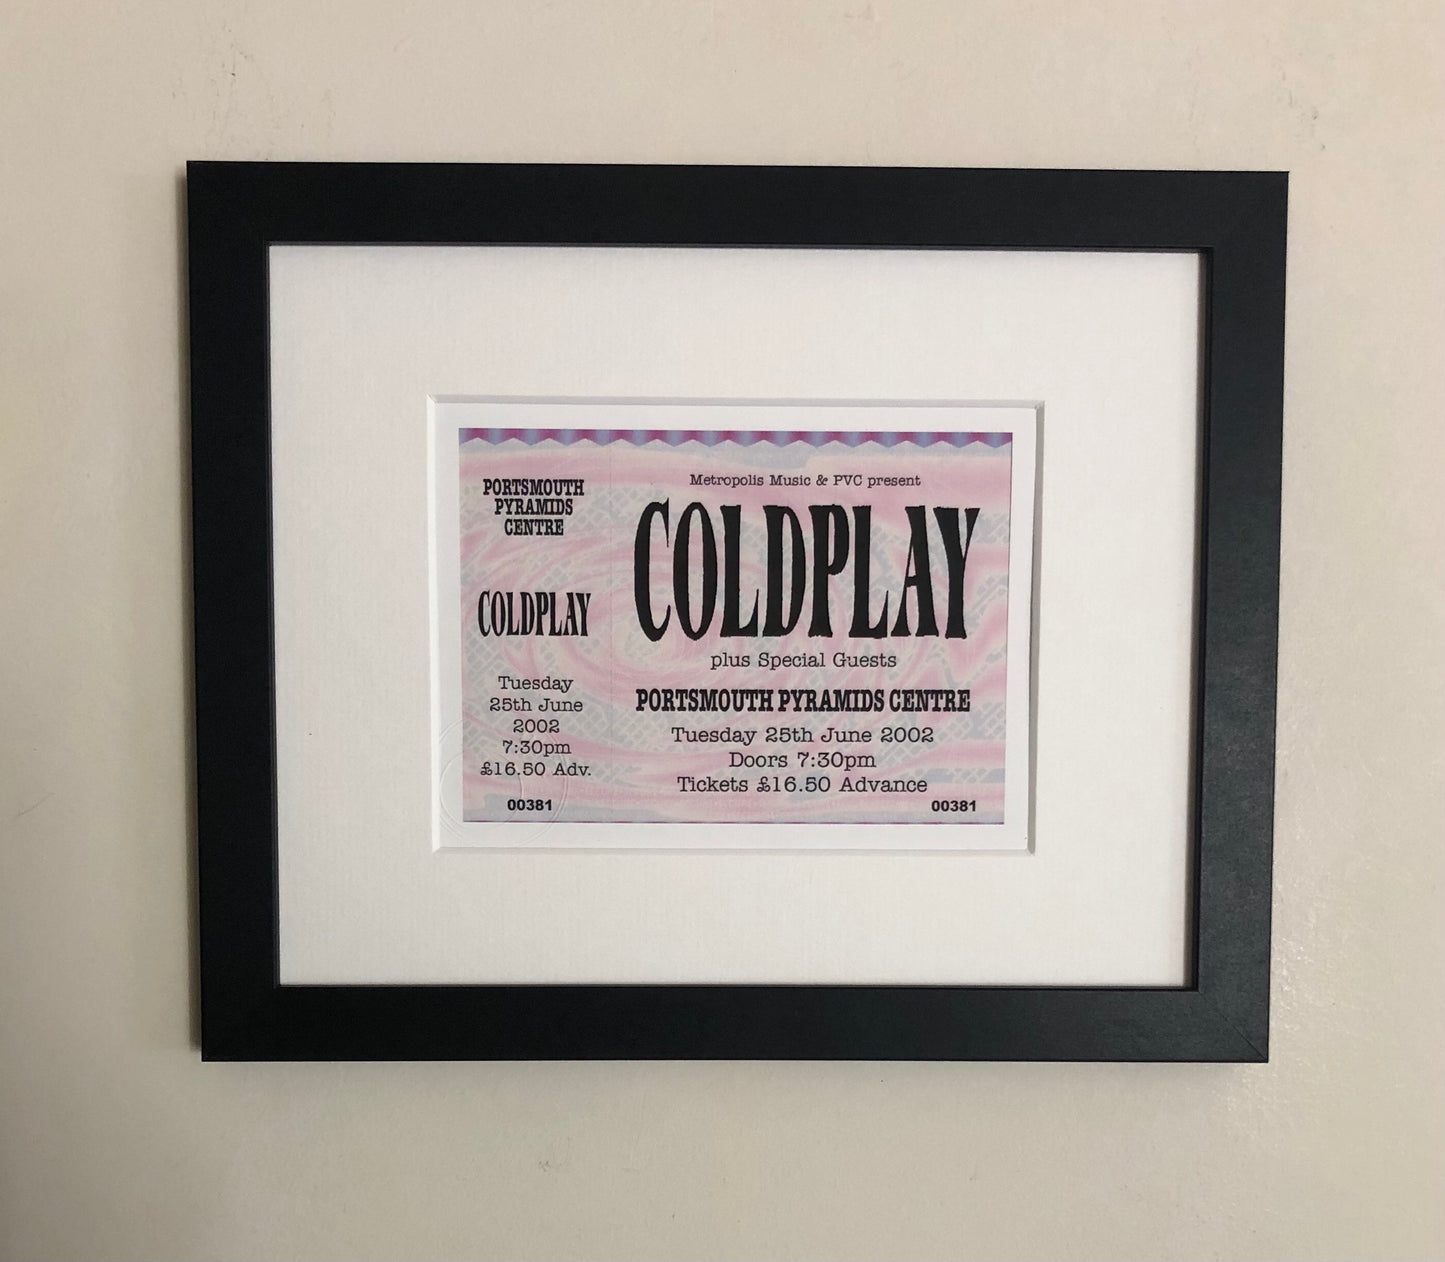 PORTSMOUTH
PYRAMIDS
CENTRE
COLDPLAY
Tuesday
25th June
2002
7:30pm
£16.50 Adv.
00381
Metropolis Music & PVC present
COLDPLAY
plus Special Guests
PORTSMOUTH PYRAMIDS CENTRE
Tuesday 25th June 2002
Doors 7:30pm
Tickets £16.50 Advance
00381